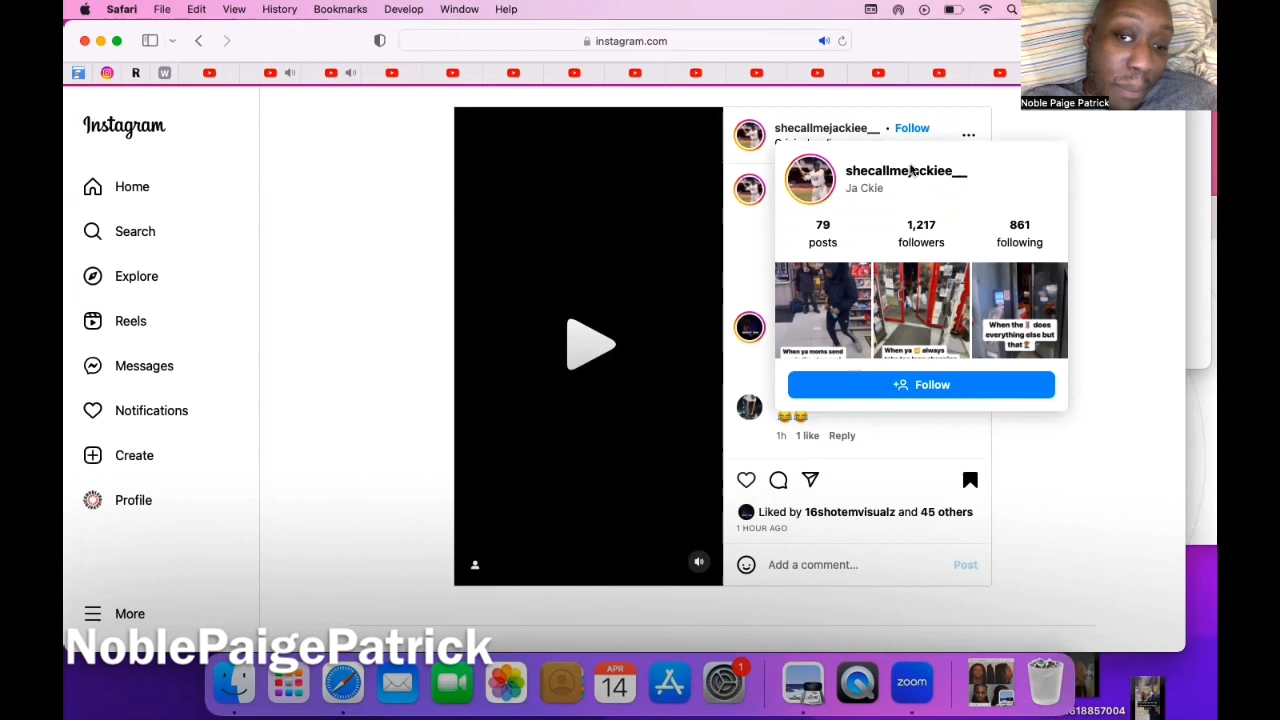 Safari File Edit View History Bookmarks Develop Window Help
instagram.com
R W
Noble Paige Patrick
Instagram
Home
Search
Explore
Reels
Messages
Notifications
Create
Profile
More
shecallmejackiee__ • Follow
shecallmejackiee__
Ja Ckie
79 1,217 861
posts followers following
When ya moms send
When ya always
When the does
everything else but
that
Follow
😂😂
1h 1 like Reply
Liked by 16shotemvisualz and 45 others
1 HOUR AGO
Add a comment... Post
NoblePaigePatrick
APR
14
1
zoom
618857004